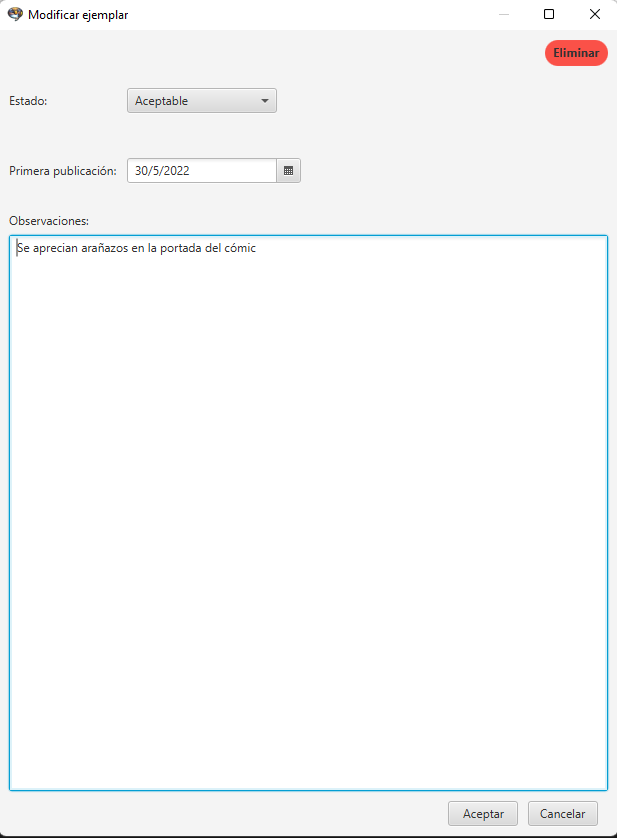 Modificar ejemplar
Eliminar
Estado: Aceptable
Primera publicación: 30/5/2022
Observaciones:
Se aprecian arañazos en la portada del cómic
Aceptar Cancelar